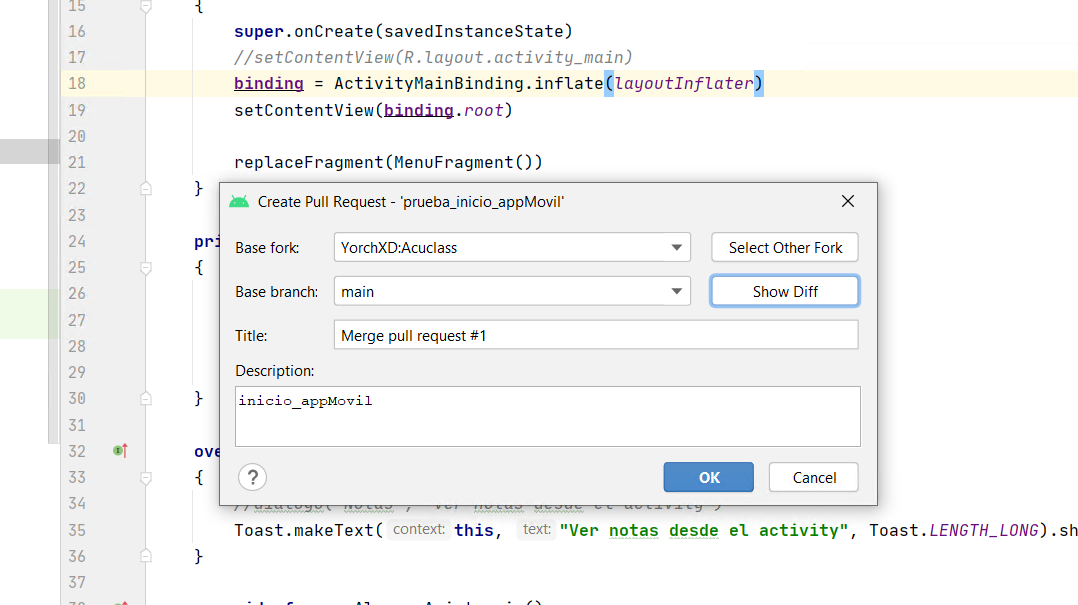 15 {
16 super.onCreate(savedInstanceState)
17 //setContentView(R.layout.activity_main)
18 binding = ActivityMainBinding.inflate(layoutInflater)
19 setContentView(binding.root)
20
21 replaceFragment(MenuFragment())
22 }
Create Pull Request - 'prueba_inicio_appMovil'
23
24 pri
Base fork: YorchXD:Acuclass Select Other Fork
25 {
26
Base branch: main Show Diff
27
28
Title: Merge pull request #1
29
Description:
30 }
inicio_appMovil
31
32 ove
33 {
? OK Cancel
34 //dialogo("Notas", "Ver notas desde el activity")
35 Toast.makeText( context: this, text: "Ver notas desde el activity", Toast.LENGTH_LONG).sh
36 }
37
38